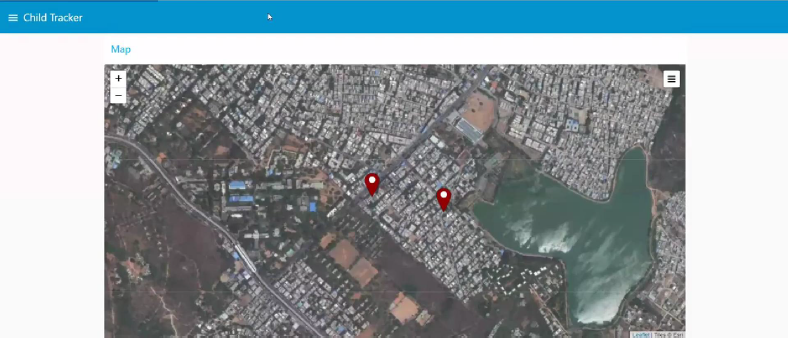 Child Tracker
Map
+
−
Leaflet | Tiles © Esri